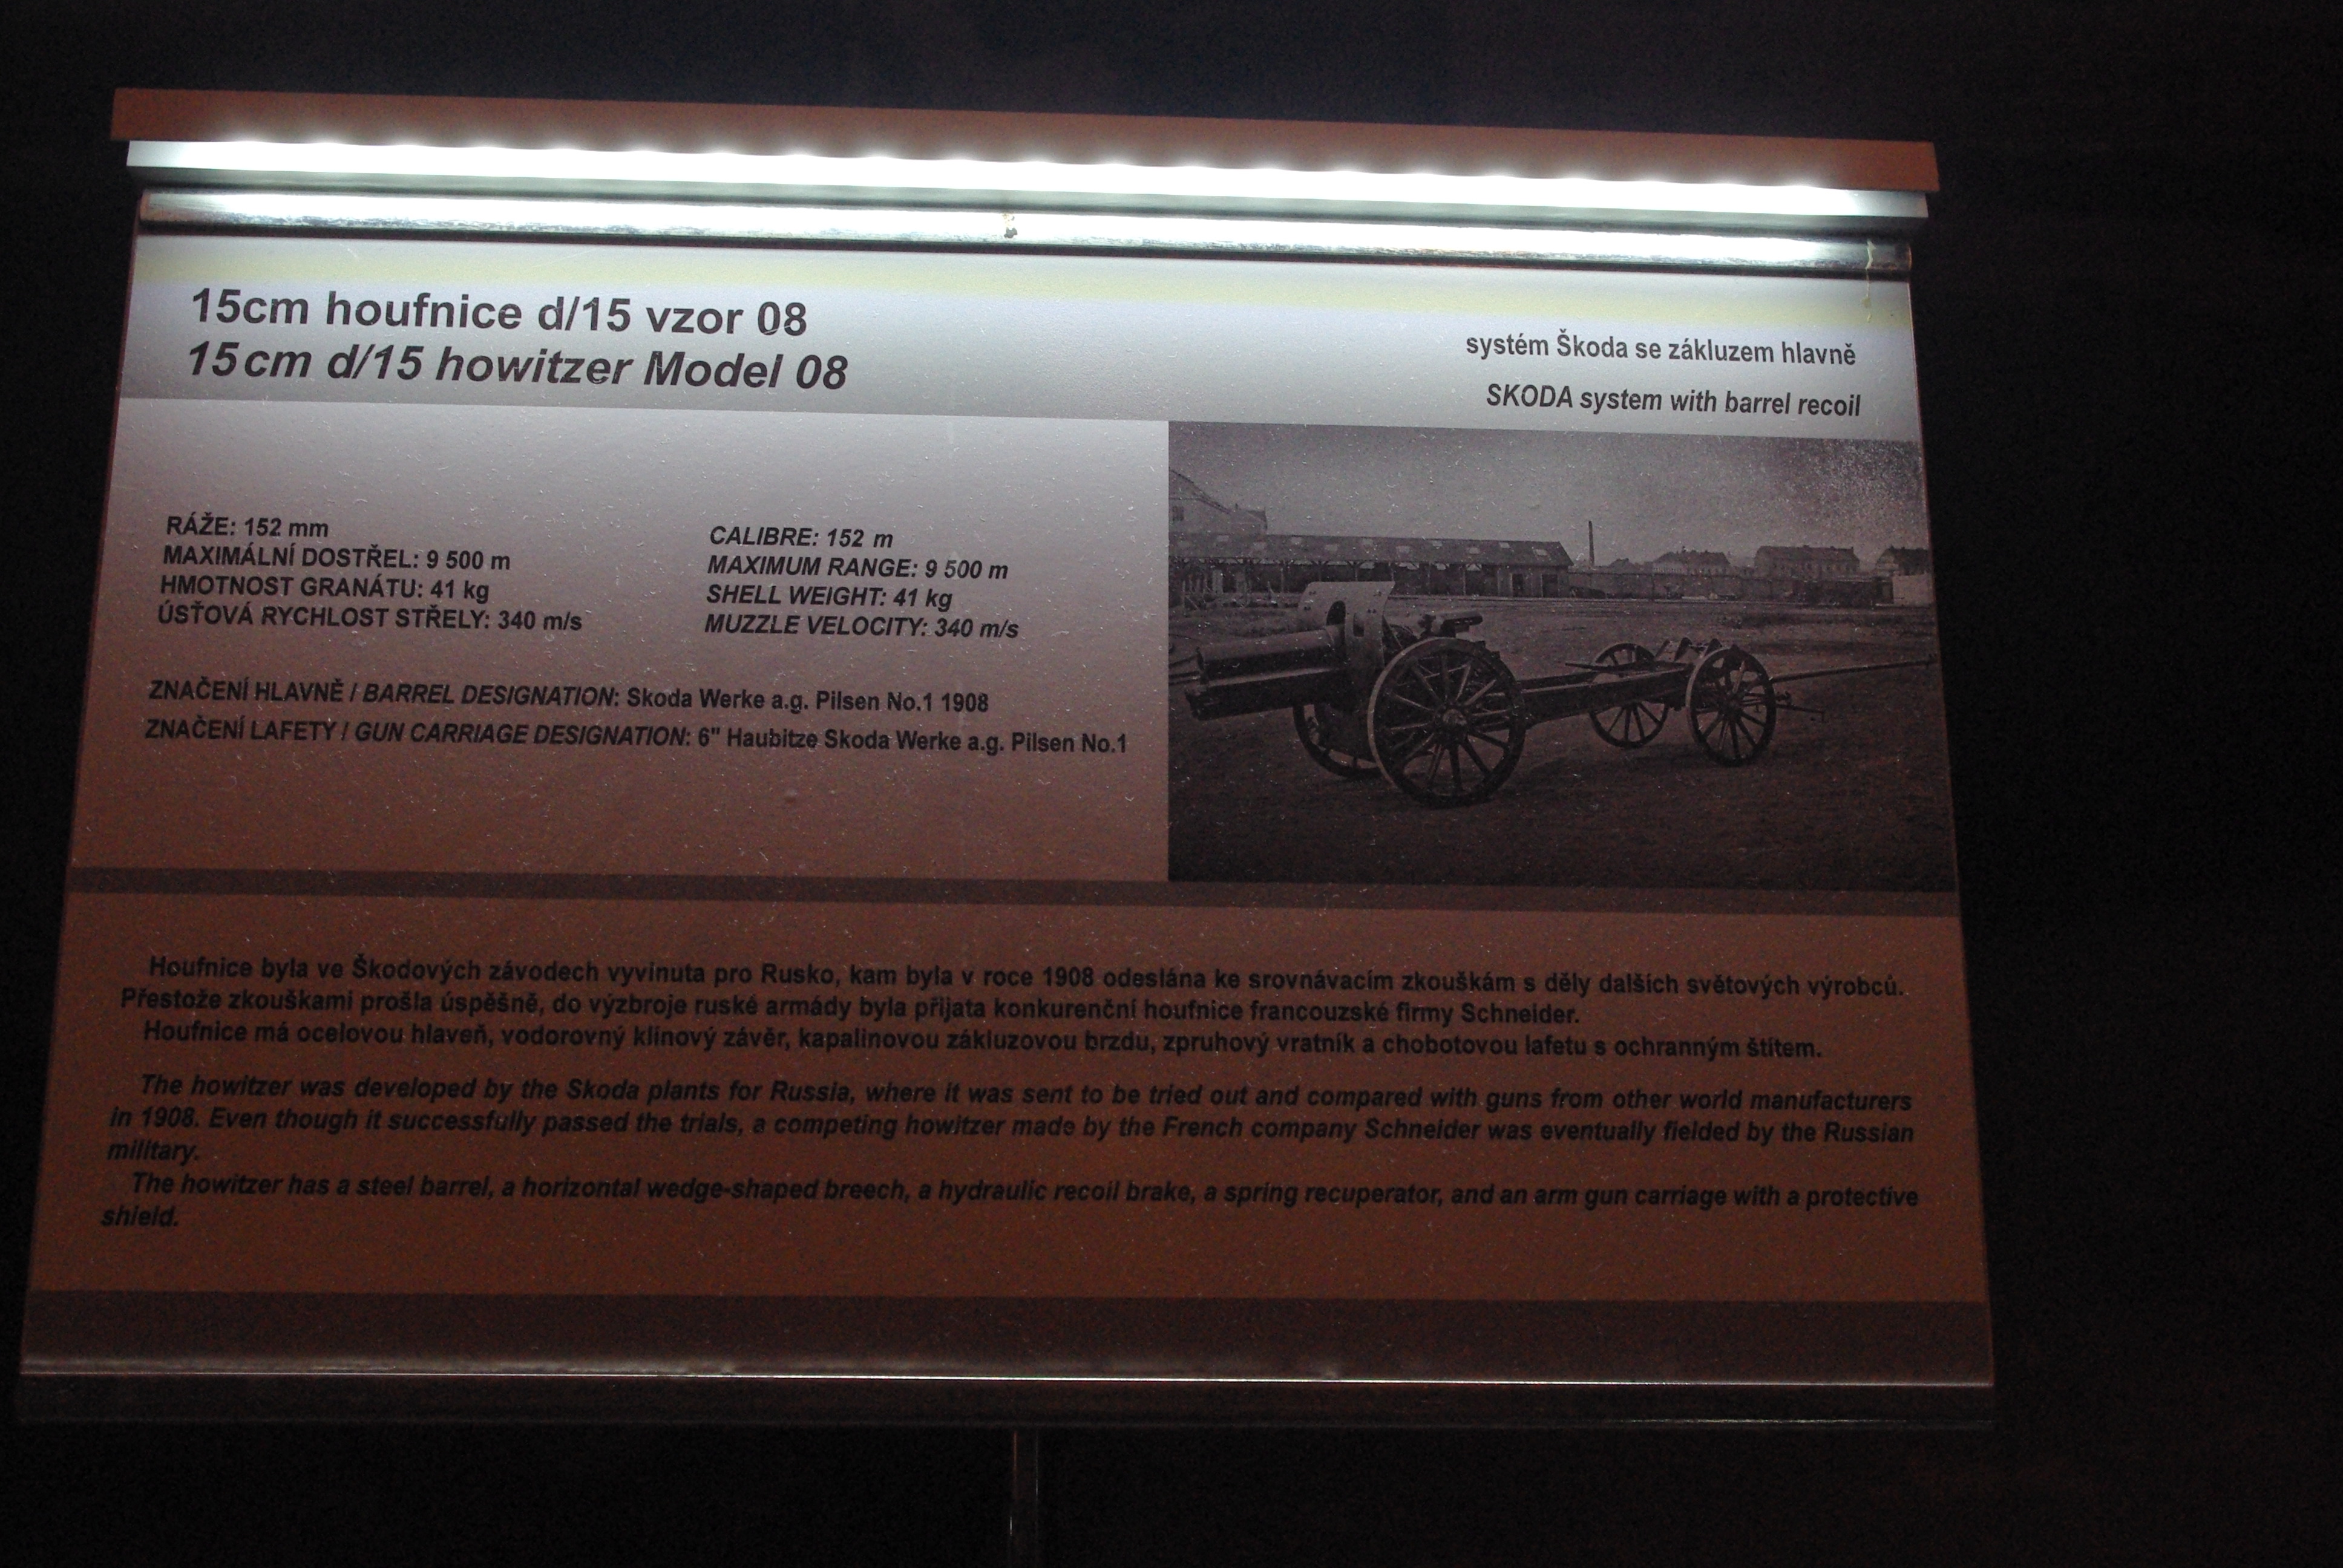 15cm houfnice d/15 vzor 08
15cm d/15 howitzer Model 08
systém Škoda se zákluzem hlavně
SKODA system with barrel recoil
RÁŽE: 152 mm
MAXIMÁLNÍ DOSTŘEL: 9 500 m
HMOTNOST GRANÁTU: 41 kg
ÚSŤOVÁ RYCHLOST STŘELY: 340 m/s
CALIBRE: 152 m
MAXIMUM RANGE: 9 500 m
SHELL WEIGHT: 41 kg
MUZZLE VELOCITY: 340 m/s
ZNAČENÍ HLAVNĚ / BARREL DESIGNATION: Skoda Werke a.g. Pilsen No.1 1908
ZNAČENÍ LAFETY / GUN CARRIAGE DESIGNATION: 6" Haubitze Skoda Werke a.g. Pilsen No.1
Houfnice byla ve Škodových závodech vyvinuta pro Rusko, kam byla v roce 1908 odeslána ke srovnávacím zkouškám s děly dalších světových výrobců.
Přestože zkouškami prošla úspěšně, do výzbroje ruské armády byla přijata konkurenční houfnice francouzské firmy Schneider.
Houfnice má ocelovou hlaveň, vodorovný klínový závěr, kapalinovou zákluzovou brzdu, zpruhový vratník a chobotovou lafetu s ochranným štítem.
The howitzer was developed by the Skoda plants for Russia, where it was sent to be tried out and compared with guns from other world manufacturers
in 1908. Even though it successfully passed the trials, a competing howitzer made by the French company Schneider was eventually fielded by the Russian
military.
The howitzer has a steel barrel, a horizontal wedge-shaped breech, a hydraulic recoil brake, a spring recuperator, and an arm gun carriage with a protective
shield.